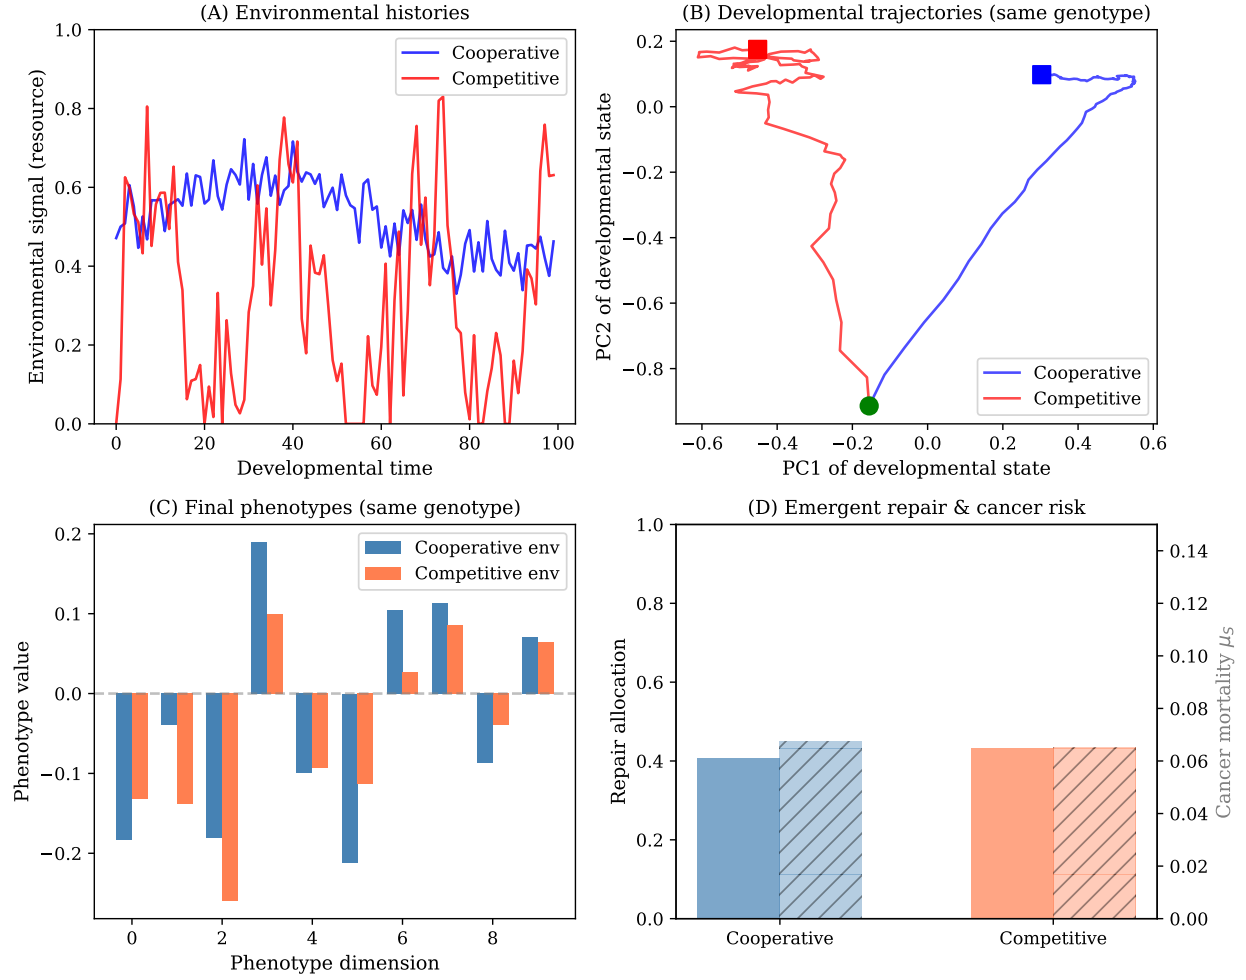 (A) Environmental histories
1.0
0.8
0.6
0.4
0.2
0.0
Environmental signal (resource)
Cooperative
Competitive
0
20
40
60
80
100
Developmental time
(B) Developmental trajectories (same genotype)
0.2
0.0
−0.2
−0.4
−0.6
−0.8
PC2 of developmental state
Cooperative
Competitive
−0.6
−0.4
−0.2
0.0
0.2
0.4
0.6
PC1 of developmental state
(C) Final phenotypes (same genotype)
0.2
0.1
0.0
−0.1
−0.2
Phenotype value
Cooperative env
Competitive env
0
2
4
6
8
Phenotype dimension
(D) Emergent repair & cancer risk
1.0
0.8
0.6
0.4
0.2
0.0
Repair allocation
0.14
0.12
0.10
0.08
0.06
0.04
0.02
0.00
Cancer mortality μS
Cooperative
Competitive